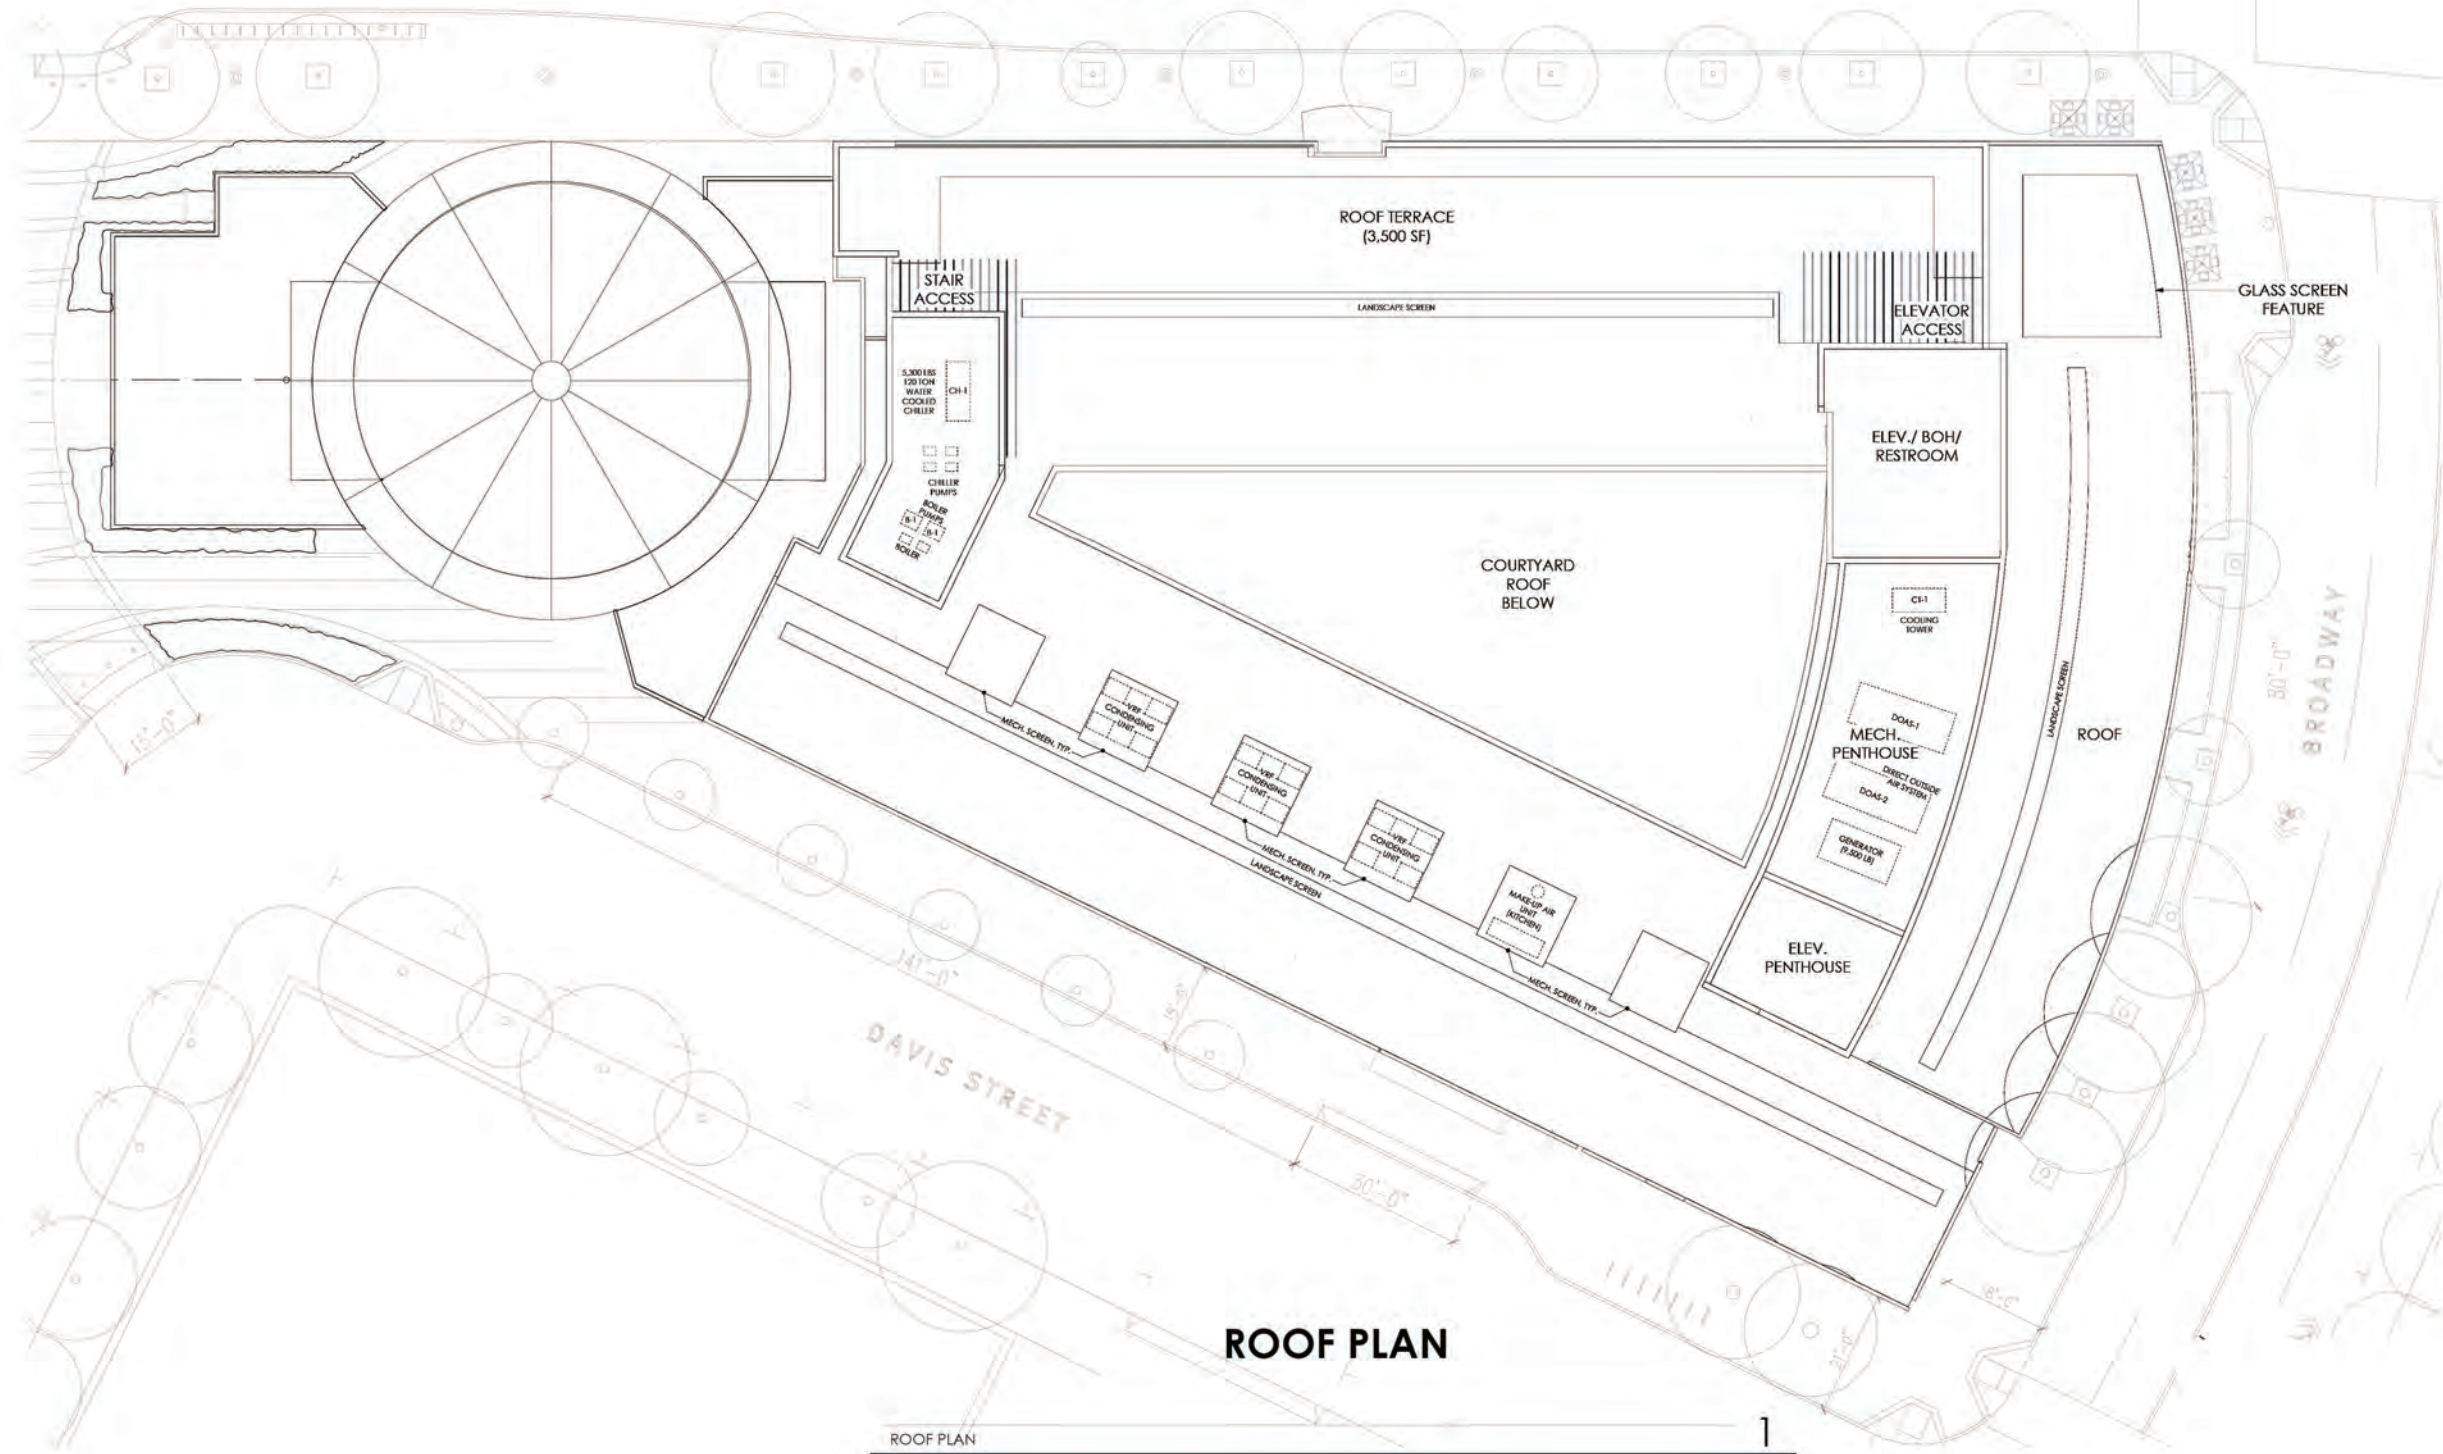 ROOF TERRACE
(3,500 SF)
STAIR
ACCESS
LANDSCAPE SCREEN
ELEVATOR
ACCESS
GLASS SCREEN
FEATURE
5,300 LBS
120 TON
WATER
COOLED
CHILLER
CH-1
CHILLER
PUMPS
BOILER
PUMPS
B-1
B-1
BOILER
ELEV./ BOH/
RESTROOM
COURTYARD
ROOF
BELOW
CT-1
COOLING
TOWER
DOAS-1
MECH.
PENTHOUSE
DIRECT OUTSIDE
AIR SYSTEM
DOAS-2
GENERATOR
(9,500 LB)
LANDSCAPE SCREEN
ROOF
BROADWAY
80'-0"
VRF
CONDENSING
UNIT
MECH. SCREEN, TYP.
VRF
CONDENSING
UNIT
MECH. SCREEN, TYP.
LANDSCAPE SCREEN
VRF
CONDENSING
UNIT
MAKE-UP AIR
UNIT
(KITCHEN)
MECH. SCREEN, TYP.
ELEV.
PENTHOUSE
15'-0"
141'-0"
DAVIS STREET
30'-0"
21'-0"
ROOF PLAN
ROOF PLAN
1